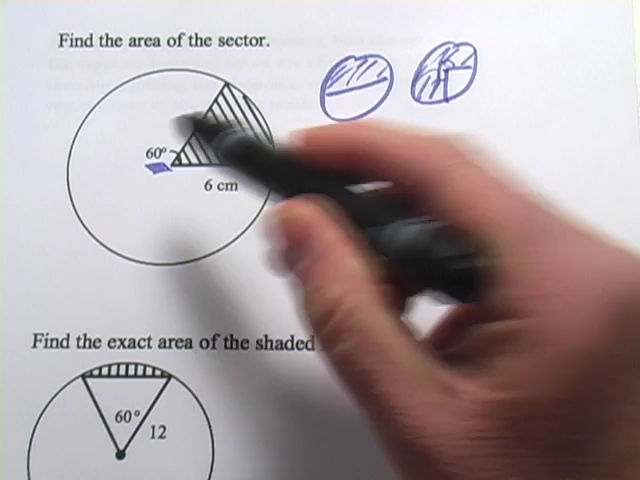 Find the area of the sector.
60°
6 cm
Find the exact area of the shaded
60°
12